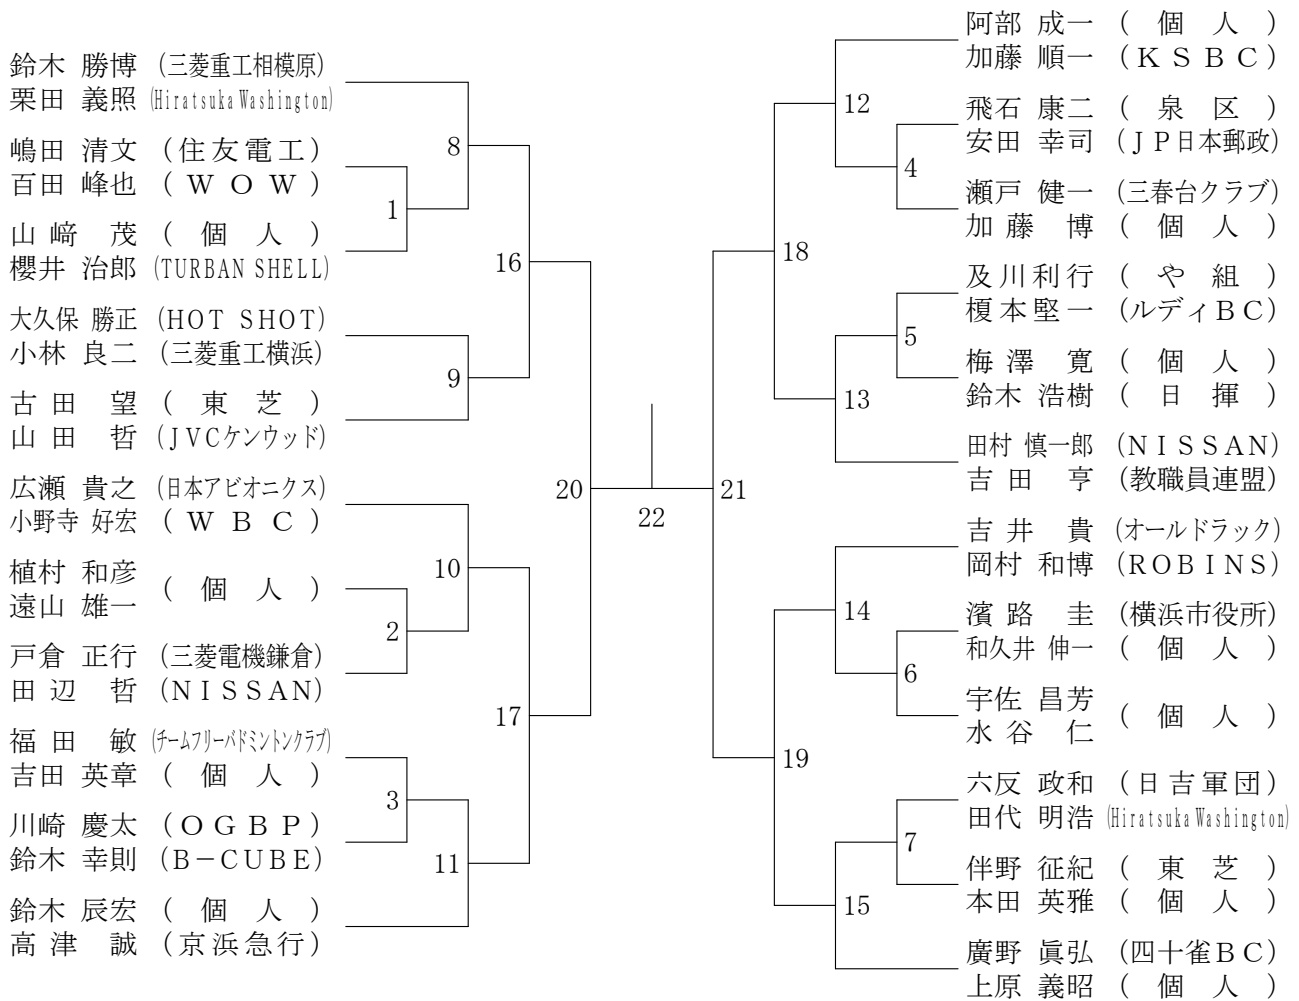 鈴木 勝博 (三菱重工相模原)
栗田 義照 (Hiratsuka Washington)
嶋田 清文 (住友電工)
百田 峰也 (WOW)
山﨑 茂 (個人)
櫻井 治郎 (TURBAN SHELL)
大久保 勝正 (HOT SHOT)
小林 良二 (三菱重工横浜)
古田 望 (東芝)
山田 哲 (JVCケンウッド)
広瀬 貴之 (日本アビオニクス)
小野寺 好宏 (WBC)
植村 和彦
遠山 雄一
(個人)
戸倉 正行 (三菱電機鎌倉)
田辺 哲 (NISSAN)
福田 敏 (チームフリーバドミントンクラブ)
吉田 英章 (個人)
川崎 慶太 (OGBP)
鈴木 幸則 (B-CUBE)
鈴木 辰宏 (個人)
高津 誠 (京浜急行)
8
1
16
9
20
10
2
17
3
11
22
21
12
4
18
5
13
14
6
19
7
15
阿部 成一 (個人)
加藤 順一 (KSBC)
飛石 康二 (泉区)
安田 幸司 (JP日本郵政)
瀬戸 健一 (三春台クラブ)
加藤 博 (個人)
及川利行 (や組)
榎本堅一 (ルディBC)
梅澤 寛 (個人)
鈴木 浩樹 (日揮)
田村 慎一郎 (NISSAN)
吉田 亨 (教職員連盟)
吉井 貴 (オールドラック)
岡村 和博 (ROBINS)
濱路 圭 (横浜市役所)
和久井 伸一 (個人)
宇佐 昌芳
水谷 仁
(個人)
六反 政和 (日吉軍団)
田代 明浩 (Hiratsuka Washington)
伴野 征紀 (東芝)
本田 英雅 (個人)
廣野 眞弘 (四十雀BC)
上原 義昭 (個人)